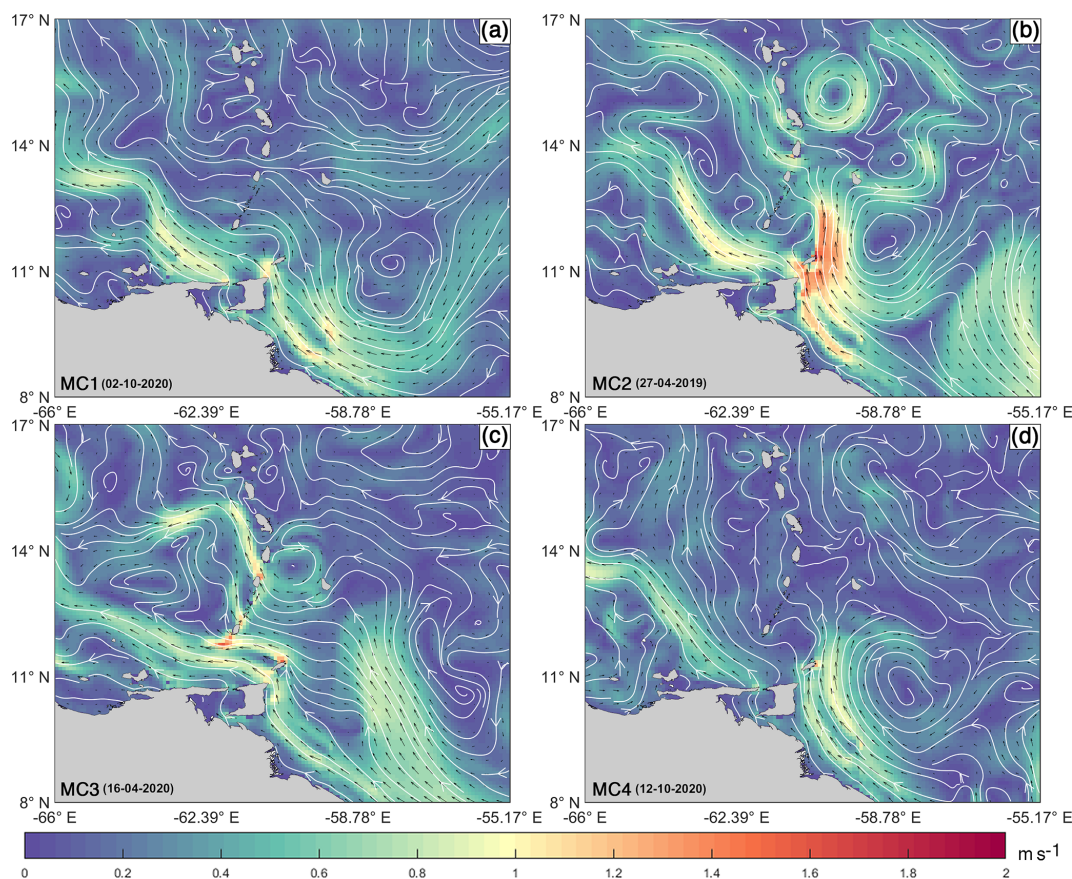 17° N
(a)
14° N
11° N
MC1 (02-10-2020)
8° N
-66° E
-62.39° E
-58.78° E
-55.17° E
17° N
(b)
14° N
11° N
MC2 (27-04-2019)
8° N
-66° E
-62.39° E
-58.78° E
-55.17° E
17° N
(c)
14° N
11° N
MC3 (16-04-2020)
8° N
-66° E
-62.39° E
-58.78° E
-55.17° E
17° N
(d)
14° N
11° N
MC4 (12-10-2020)
8° N
-66° E
-62.39° E
-58.78° E
-55.17° E
0 0.2 0.4 0.6 0.8 1 1.2 1.4 1.6 1.8 2
m s-1